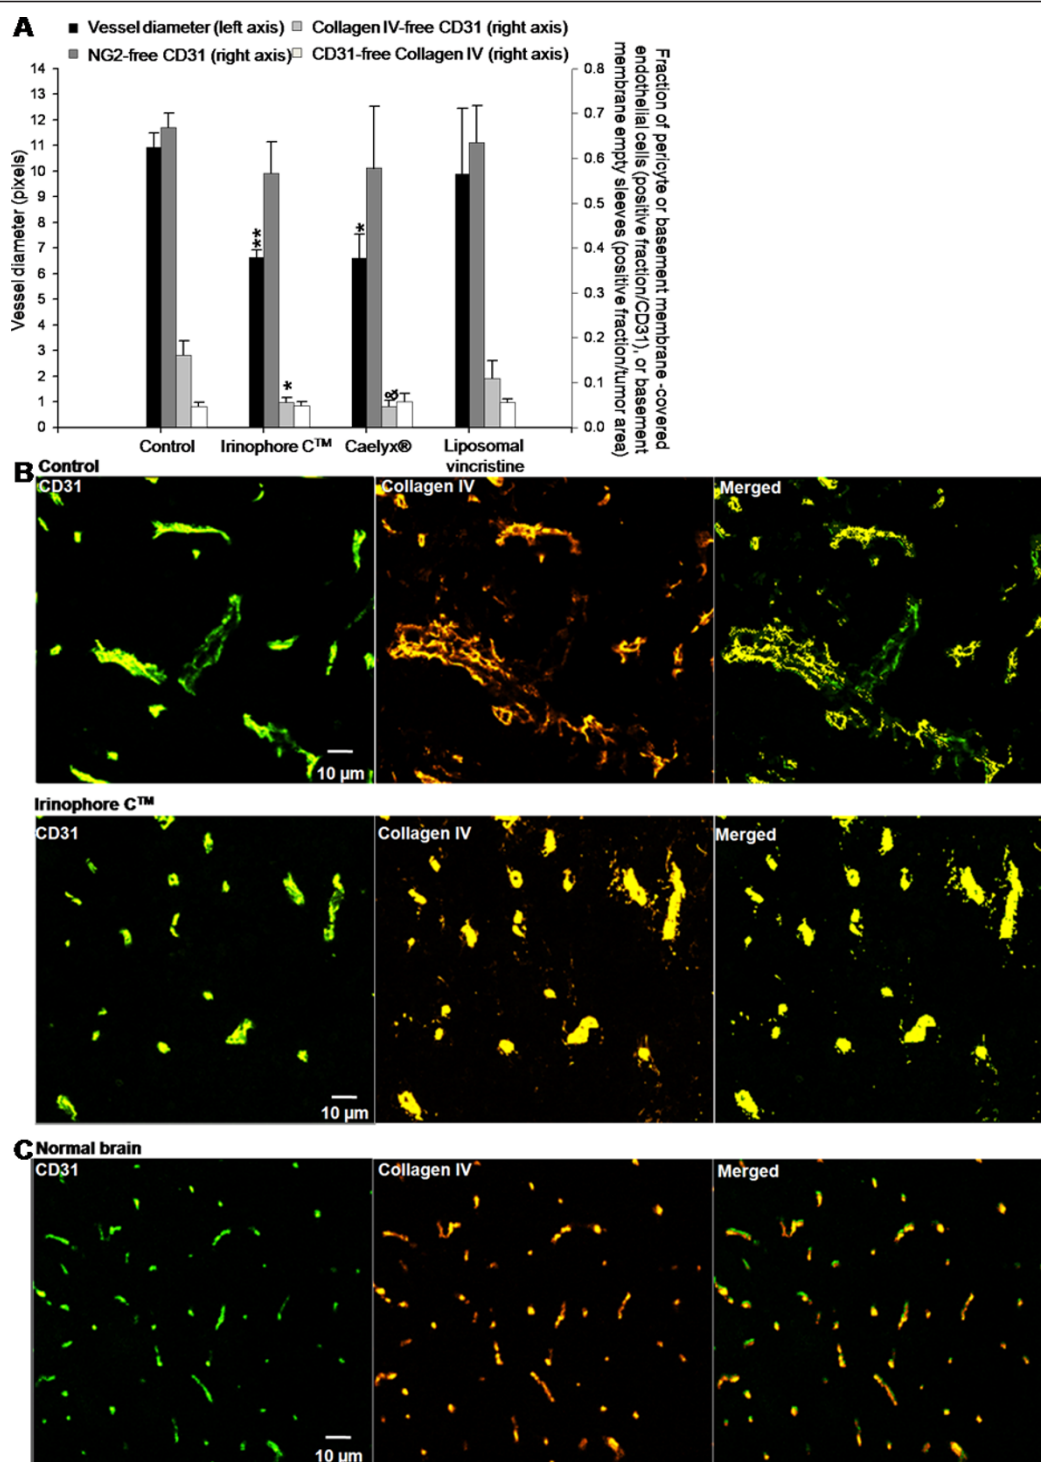 A
Vessel diameter (left axis) Collagen IV-free CD31 (right axis)
NG2-free CD31 (right axis) CD31-free Collagen IV (right axis)
Vessel diameter (pixels)
14
13
12
11
10
9
8
7
6
5
4
3
2
1
0
**
*
*
&
0.8
0.7
0.6
0.5
0.4
0.3
0.2
0.1
0.0
Fraction of pericyte or basement membrane -covered
endothelial cells (positive fraction/CD31), or basement
membrane empty sleeves (positive fraction/tumor area)
Control Irinophore C™ Caelyx® Liposomal
vincristine
B Control
CD31 Collagen IV Merged
10 µm
Irinophore C™
CD31 Collagen IV Merged
10 µm
C Normal brain
CD31 Collagen IV Merged
10 µm